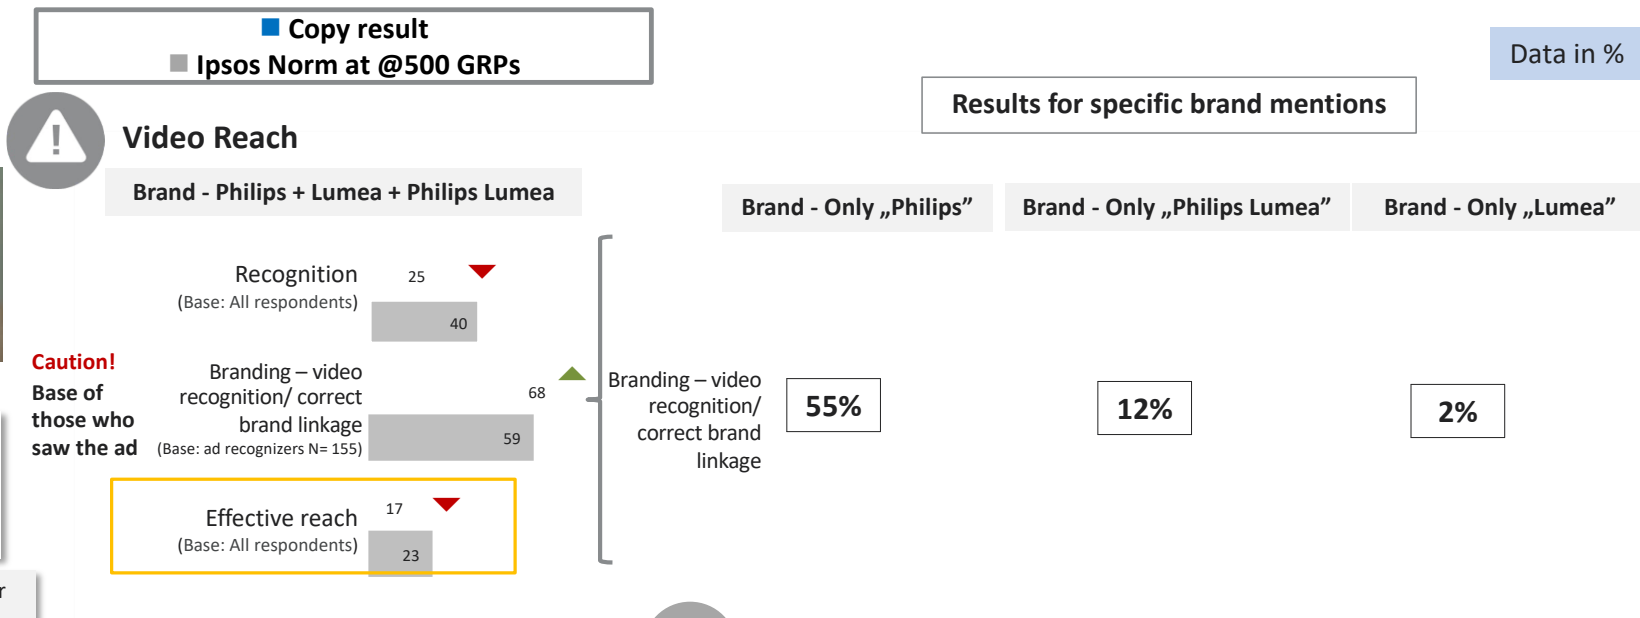 Copy result
Ipsos Norm at @500 GRPs
Data in %
Results for specific brand mentions
!
Video Reach
Brand - Philips + Lumea + Philips Lumea
Brand - Only „Philips”
Brand - Only „Philips Lumea”
Brand - Only „Lumea”
Recognition
(Base: All respondents)
25
40
Caution!
Base of
those who
saw the ad
Branding – video
recognition/ correct
brand linkage
(Base: ad recognizers N= 155)
68
59
Branding – video
recognition/
correct brand
linkage
55%
12%
2%
Effective reach
(Base: All respondents)
17
23
r